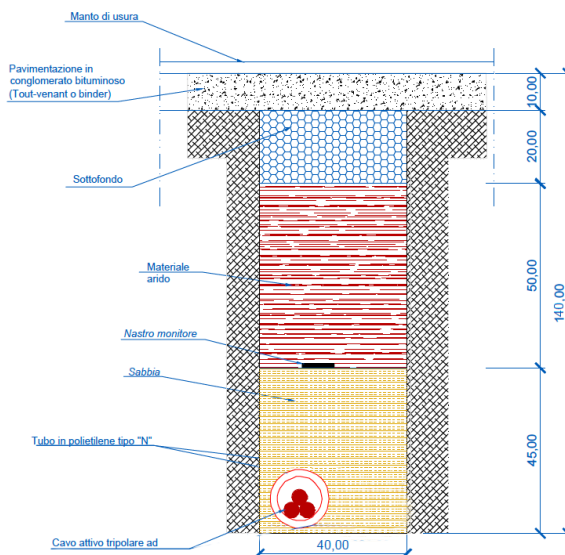 Manto di usura
Pavimentazione in
conglomerato bituminoso
(Tout-venant o binder)
10,00
20,00
Sottofondo
50,00
140,00
Materiale
arido
Nastro monitore
Sabbia
45,00
Tubo in polietilene tipo "N"
Cavo attivo tripolare ad
40,00